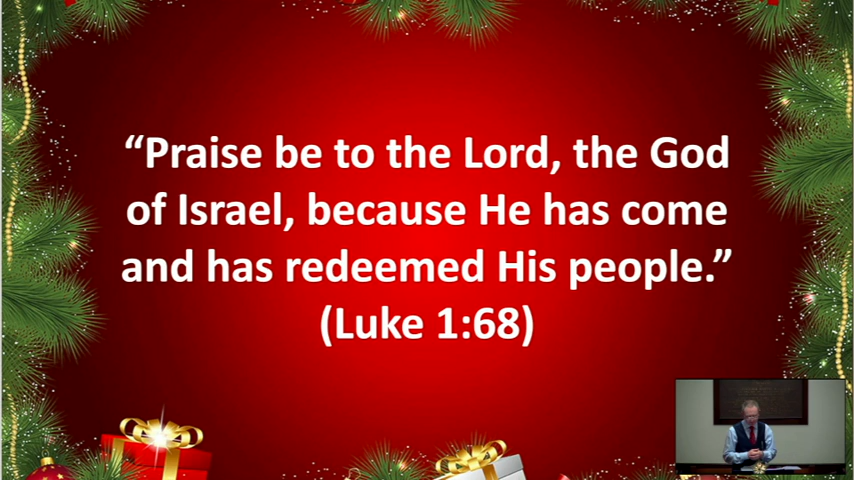 “Praise be to the Lord, the God
of Israel, because He has come
and has redeemed His people.”
(Luke 1:68)